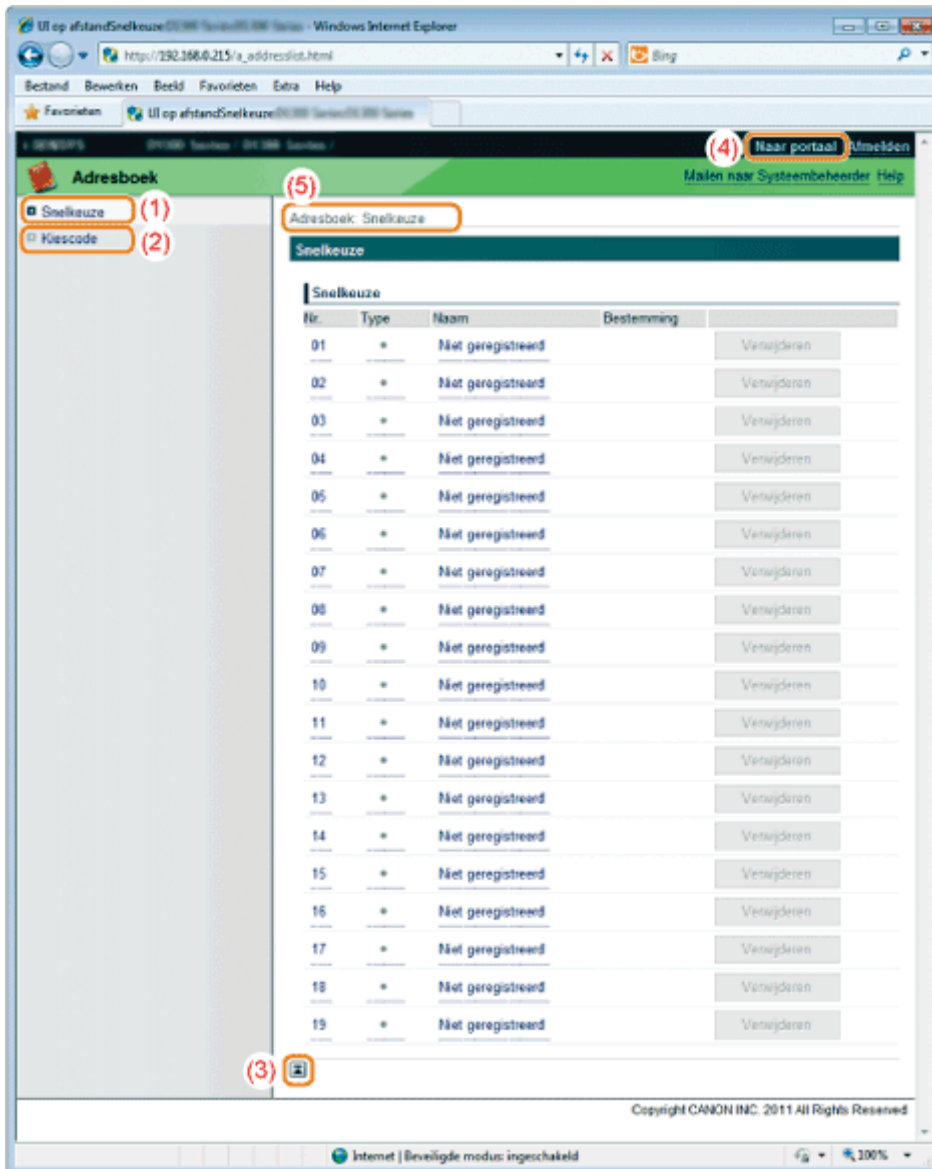 UI op afstandSnelkeuze - Windows Internet Explorer
http://192.168.0.215/a_addresslist.html
Bing
Bestand Bewerken Beeld Favorieten Extra Help
Favorieten UI op afstandSnelkeuze
(4) Naar portaal Afmelden
Adresboek
Mailen naar Systeembeheerder Help
(5)
Snelkeuze (1)
Adresboek: Snelkeuze
Kiescode (2)
Snelkeuze
Snelkeuze
Nr. Type Naam Bestemming
01 Niet geregistreerd Verwijderen
02 Niet geregistreerd Verwijderen
03 Niet geregistreerd Verwijderen
04 Niet geregistreerd Verwijderen
05 Niet geregistreerd Verwijderen
06 Niet geregistreerd Verwijderen
07 Niet geregistreerd Verwijderen
08 Niet geregistreerd Verwijderen
09 Niet geregistreerd Verwijderen
10 Niet geregistreerd Verwijderen
11 Niet geregistreerd Verwijderen
12 Niet geregistreerd Verwijderen
13 Niet geregistreerd Verwijderen
14 Niet geregistreerd Verwijderen
15 Niet geregistreerd Verwijderen
16 Niet geregistreerd Verwijderen
17 Niet geregistreerd Verwijderen
18 Niet geregistreerd Verwijderen
19 Niet geregistreerd Verwijderen
(3)
Copyright CANON INC. 2011 All Rights Reserved
Internet | Beveiligde modus: ingeschakeld 100%